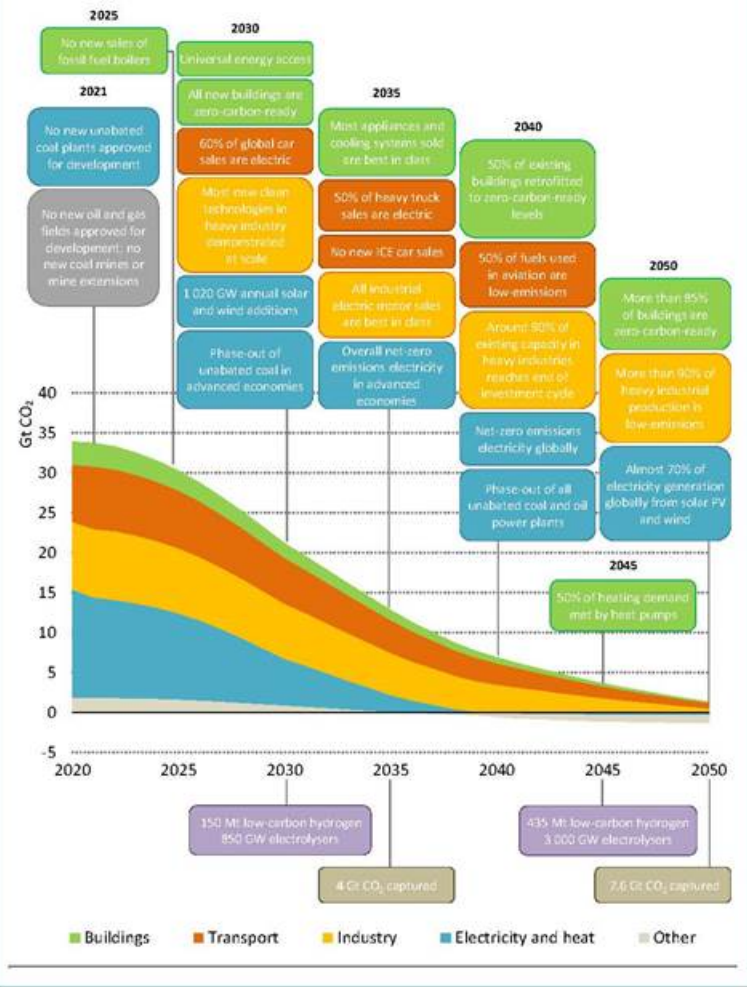 2025
No new sales of
fossil fuel boilers
2021
No new unabated
coal plants approved
for development
No new oil and gas
fields approved for
development; no
new coal mines or
mine extensions
2030
Universal energy access
All new buildings are
zero-carbon-ready
60% of global car
sales are electric
Most new clean
technologies in
heavy industry
demonstrated
at scale
1 020 GW annual solar
and wind additions
Phase-out of
unabated coal in
advanced economies
2035
Most appliances and
cooling systems sold
are best in class
50% of heavy truck
sales are electric
No new ICE car sales
All industrial
electric motor sales
are best in class
Overall net-zero
emissions electricity
in advanced
economies
2040
50% of existing
buildings retrofitted
to zero-carbon-ready
levels
50% of fuels used
in aviation are
low-emissions
Around 90% of
existing capacity in
heavy industries
reaches end of
investment cycle
Net-zero emissions
electricity globally
Phase-out of all
unabated coal and oil
power plants
2050
More than 85%
of buildings are
zero-carbon-ready
More than 90% of
heavy industrial
production is
low-emissions
Almost 70% of
electricity generation
globally from solar PV
and wind
2045
50% of heating demand
met by heat pumps
Gt CO₂
40
35
30
25
20
15
10
5
0
-5
2020 2025 2030 2035 2040 2045 2050
150 Mt low-carbon hydrogen
850 GW electrolysers
435 Mt low-carbon hydrogen
3 000 GW electrolysers
4 Gt CO₂ captured
7.6 Gt CO₂ captured
Buildings Transport Industry Electricity and heat Other